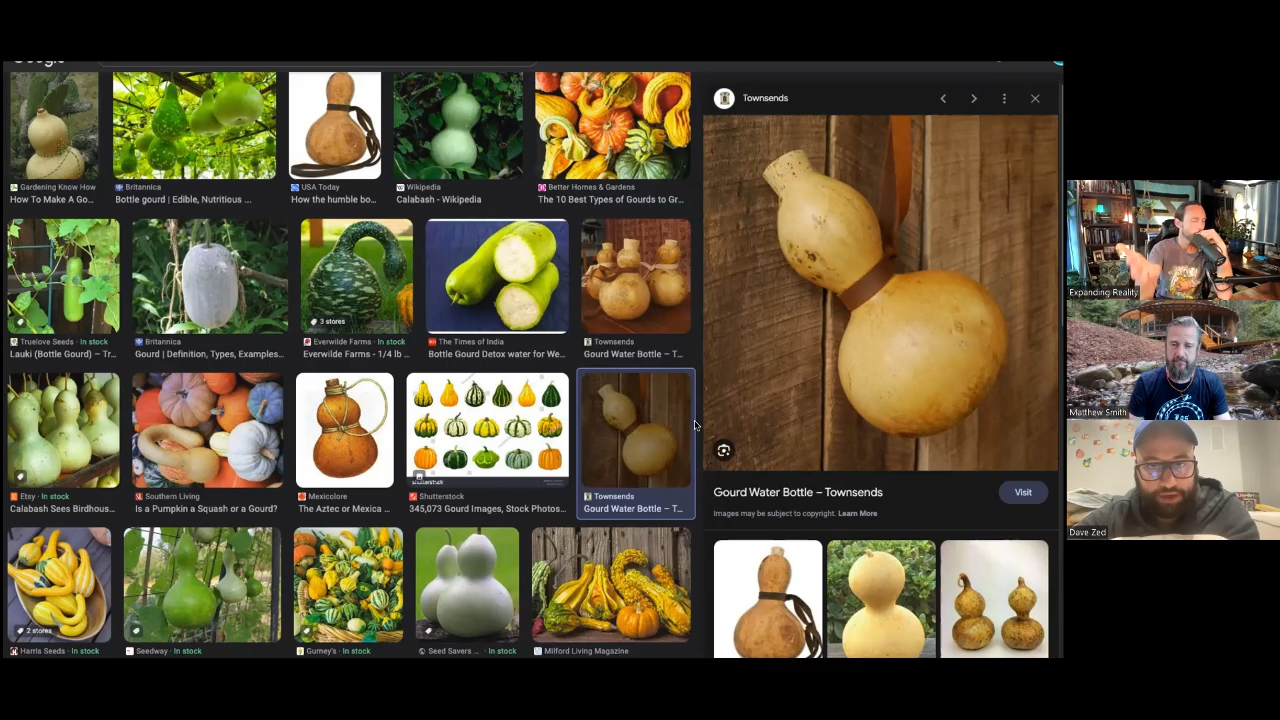 Townsends
Gardening Know How
How To Make A Go...
Britannica
Bottle gourd | Edible, Nutritious ...
USA Today
How the humble bo...
Wikipedia
Calabash - Wikipedia
Better Homes & Gardens
The 10 Best Types of Gourds to Gr...
Truelove Seeds · In stock
Lauki (Bottle Gourd) – Tr...
Britannica
Gourd | Definition, Types, Examples...
3 stores
Everwilde Farms · In stock
Everwilde Farms - 1/4 lb ...
The Times of India
Bottle Gourd Detox water for We...
Townsends
Gourd Water Bottle – T...
Etsy · In stock
Calabash Sees Birdhous...
Southern Living
Is a Pumpkin a Squash or a Gourd?
Mexicolore
The Aztec or Mexica ...
shutterstock
Shutterstock
345,073 Gourd Images, Stock Photos...
Townsends
Gourd Water Bottle – T...
2 stores
Harris Seeds · In stock
Seedway · In stock
Gurney's · In stock
Seed Savers ... · In stock
Milford Living Magazine
Gourd Water Bottle – Townsends
Visit
Images may be subject to copyright. Learn More
Expanding Reality
Matthew Smith
Dave Zed